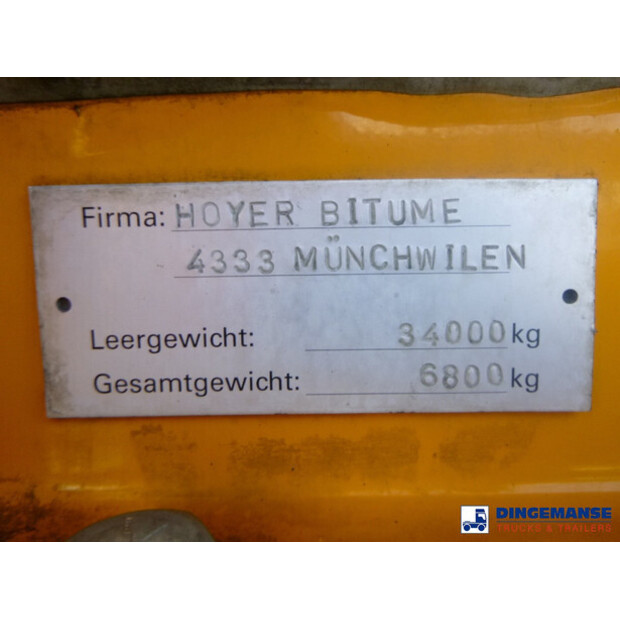 Firma: HOYER BITUME
4333 MÜNCHWILEN
Leergewicht: 34000 kg
Gesamtgewicht: 6800 kg
DINGEMANSE
TRUCKS & TRAILERS